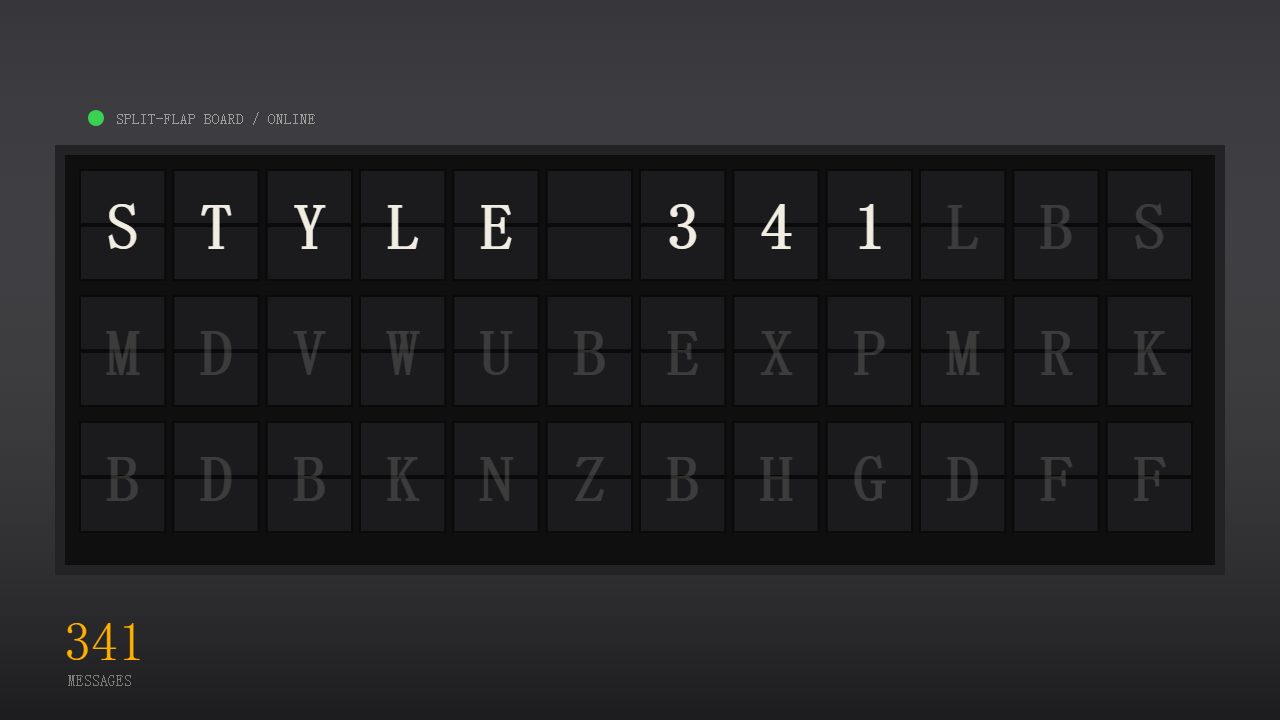 SPLIT-FLAP BOARD / ONLINE
STYLE 341LBS
MDVWUBEXPMRK
BDBKNZBHGDFF
341
MESSAGES